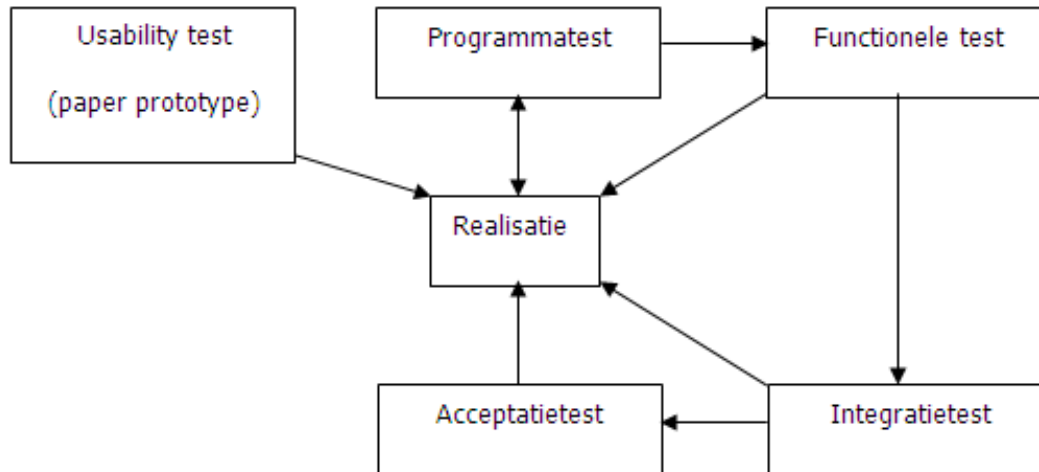 Usability test
(paper prototype)
Programmatest
Functionele test
Realisatie
Acceptatietest
Integratietest